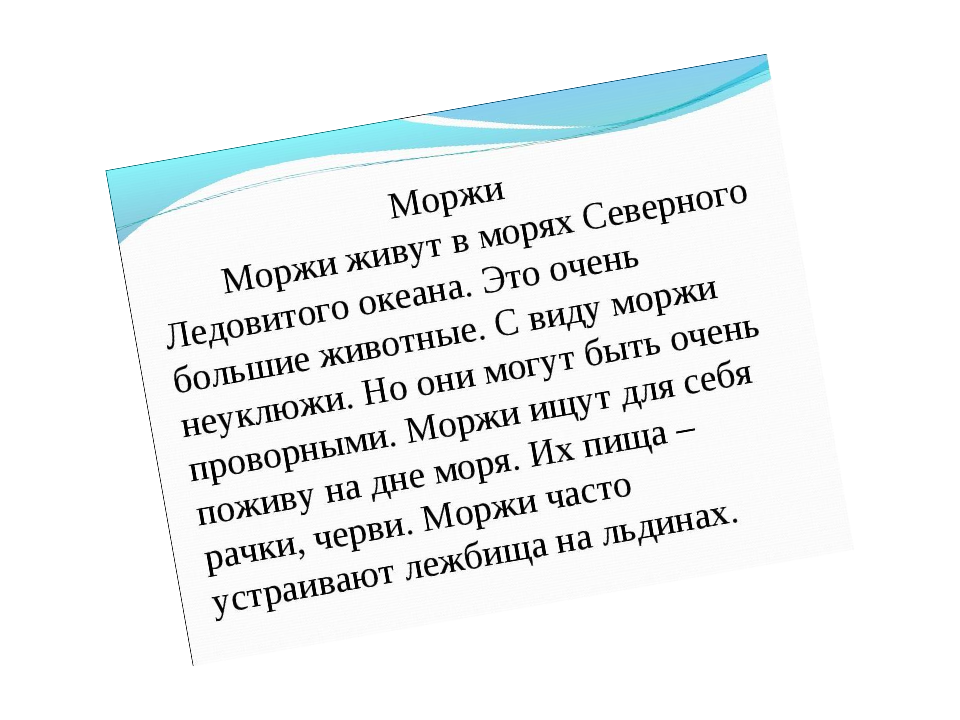 Моржи
Моржи живут в морях Северного
Ледовитого океана. Это очень
большие животные. С виду моржи
неуклюжи. Но они могут быть очень
проворными. Моржи ищут для себя
поживу на дне моря. Их пища –
рачки, черви. Моржи часто
устраивают лежбища на льдинах.